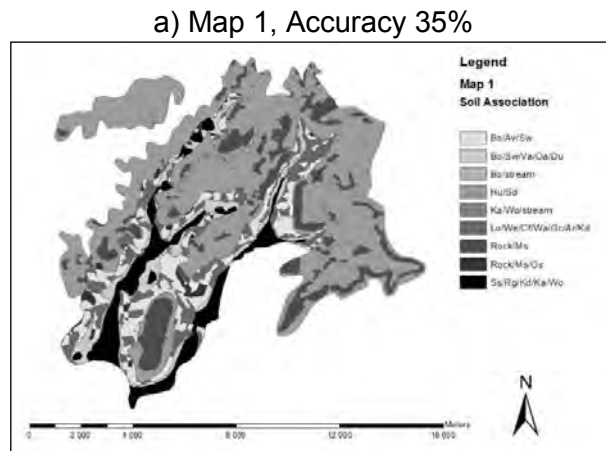 a) Map 1, Accuracy 35%
Legend
Map 1
Soil Association
Bo/Av/Sw
Bo/Sw/Va/Oa/Du
Bo/stream
Hu/Sd
Ka/Wo/stream
Lo/We/Cf/Wa/Gc/Ar/Kd
Rock/Ms
Rock/Ms/Gs
Ss/Rg/Kd/Ka/Wo
N
Meters
0 2 000 4 000 8 000 12 000 16 000